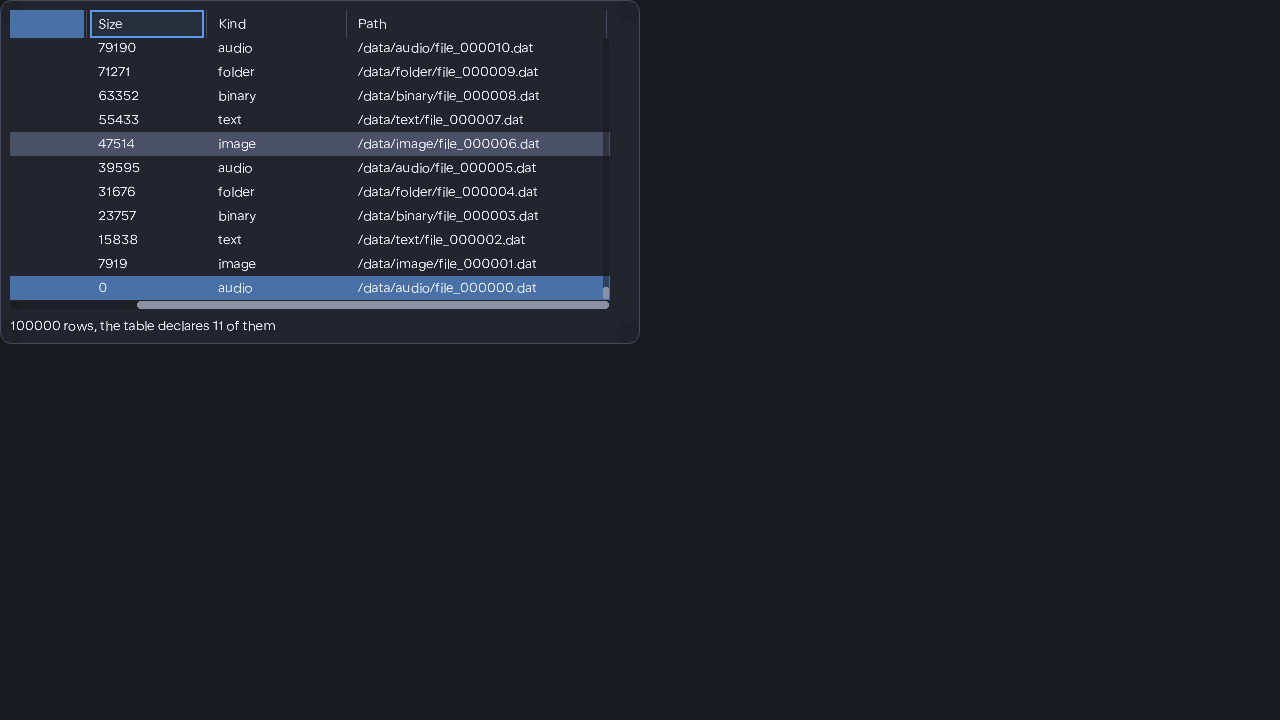 Size Kind Path
79190 audio /data/audio/file_000010.dat
71271 folder /data/folder/file_000009.dat
63352 binary /data/binary/file_000008.dat
55433 text /data/text/file_000007.dat
47514 image /data/image/file_000006.dat
39595 audio /data/audio/file_000005.dat
31676 folder /data/folder/file_000004.dat
23757 binary /data/binary/file_000003.dat
15838 text /data/text/file_000002.dat
7919 image /data/image/file_000001.dat
0 audio /data/audio/file_000000.dat
100000 rows, the table declares 11 of them